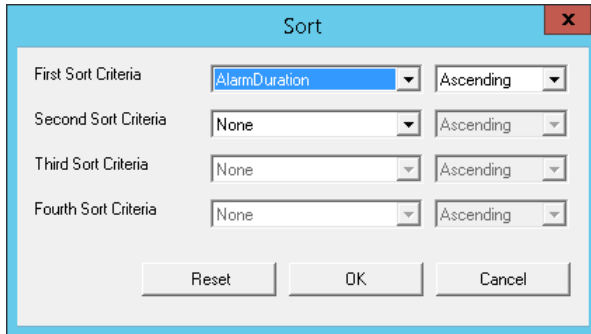 Sort
x
First Sort Criteria AlarmDuration Ascending
Second Sort Criteria None Ascending
Third Sort Criteria None Ascending
Fourth Sort Criteria None Ascending
Reset OK Cancel